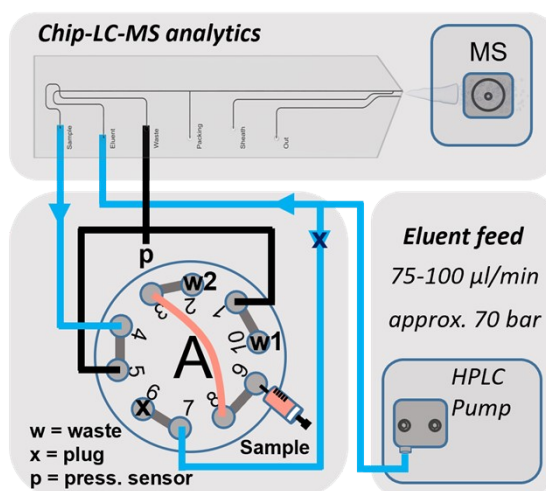 Chip-LC-MS analytics
MS
Sample
Eluent
Waste
Packing
Sheath
Out
x
p
Eluent feed
75-100 µl/min
approx. 70 bar
HPLC
Pump
w2
3
2
1
4
A
10
w1
5
9
6
x
7
8
Sample
w = waste
x = plug
p = press. sensor